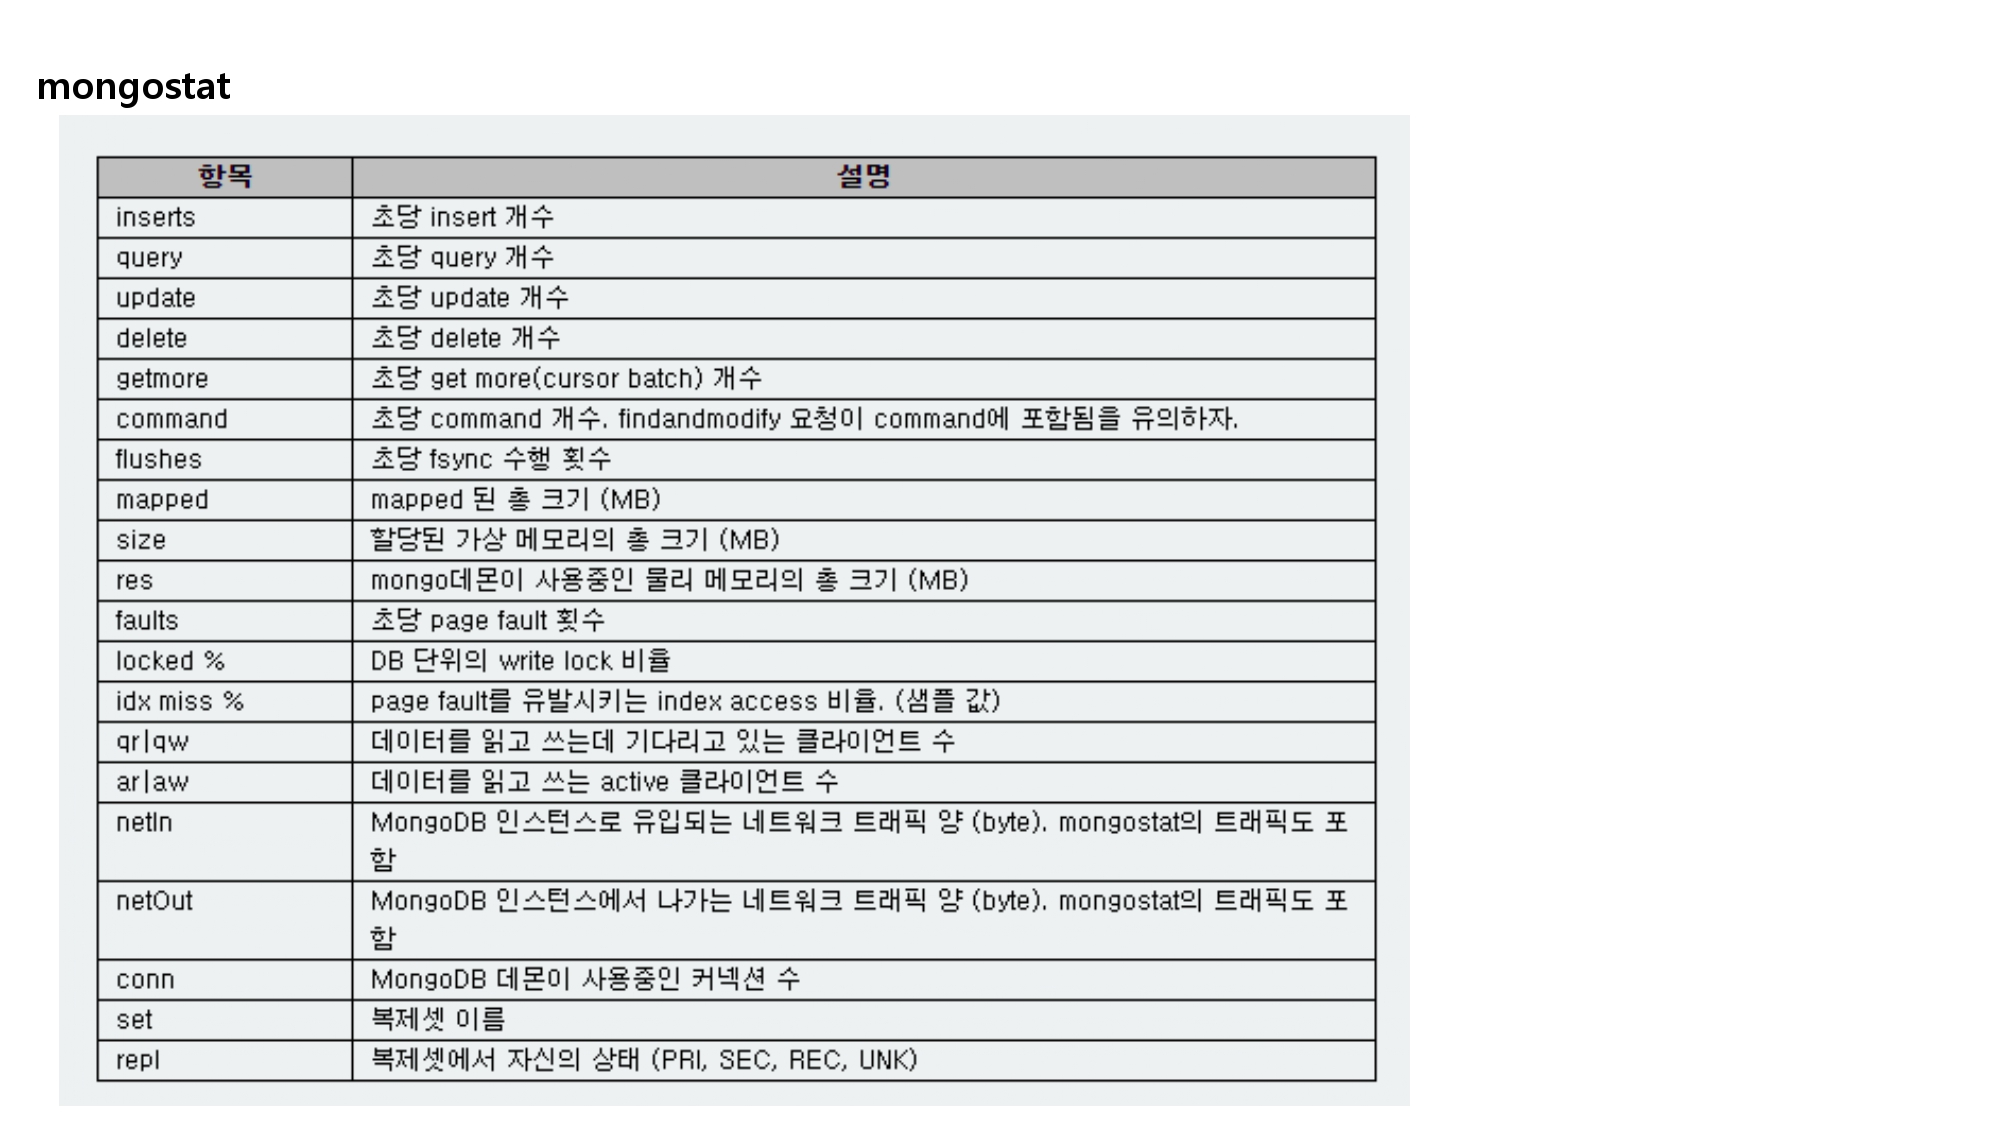 mongostat
항목 설명
inserts 초당 insert 개수
query 초당 query 개수
update 초당 update 개수
delete 초당 delete 개수
getmore 초당 get more(cursor batch) 개수
command 초당 command 개수. findandmodify 요청이 command에 포함됨을 유의하자.
flushes 초당 fsync 수행 횟수
mapped mapped 된 총 크기 (MB)
size 할당된 가상 메모리의 총 크기 (MB)
res mongo데몬이 사용중인 물리 메모리의 총 크기 (MB)
faults 초당 page fault 횟수
locked % DB 단위의 write lock 비율
idx miss % page fault를 유발시키는 index access 비율. (샘플 값)
qr|qw 데이터를 읽고 쓰는데 기다리고 있는 클라이언트 수
ar|aw 데이터를 읽고 쓰는 active 클라이언트 수
netIn MongoDB 인스턴스로 유입되는 네트워크 트래픽 양 (byte). mongostat의 트래픽도 포
함
netOut MongoDB 인스턴스에서 나가는 네트워크 트래픽 양 (byte). mongostat의 트래픽도 포
함
conn MongoDB 데몬이 사용중인 커넥션 수
set 복제셋 이름
repl 복제셋에서 자신의 상태 (PRI, SEC, REC, UNK)